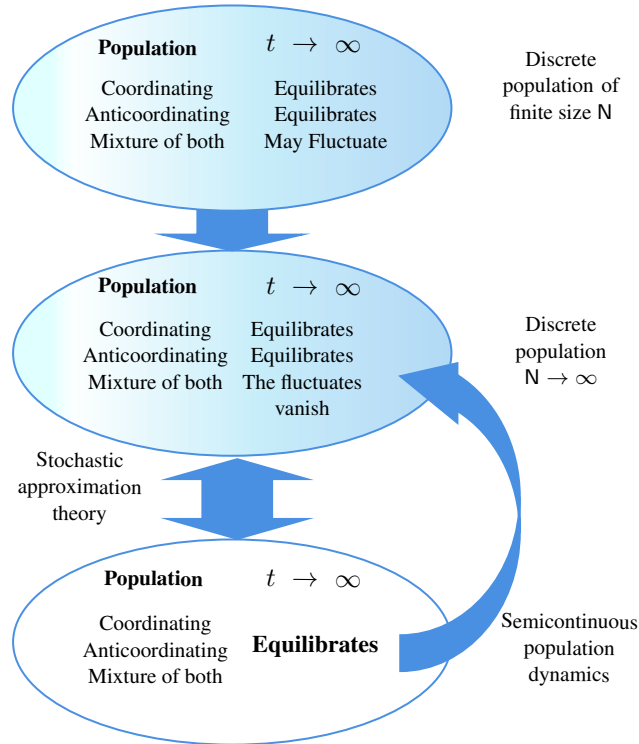 Population t → ∞
Coordinating Equilibrates
Anticoordinating Equilibrates
Mixture of both May Fluctuate
Discrete
population of
finite size N
Population t → ∞
Coordinating Equilibrates
Anticoordinating Equilibrates
Mixture of both The fluctuates
vanish
Discrete
population
N → ∞
Stochastic
approximation
theory
Population t → ∞
Coordinating
Anticoordinating Equilibrates
Mixture of both
Semicontinuous
population
dynamics